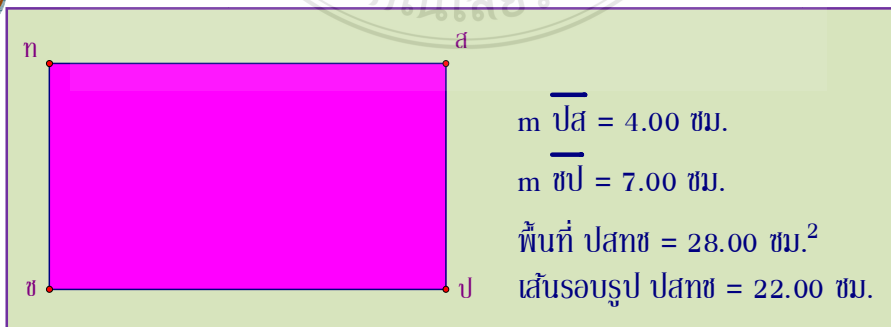 ท ส
m ปส = 4.00 ซม.
m ชป = 7.00 ซม.
พื้นที่ ปสทช = 28.00 ซม.²
ช ป
เส้นรอบรูป ปสทช = 22.00 ซม.